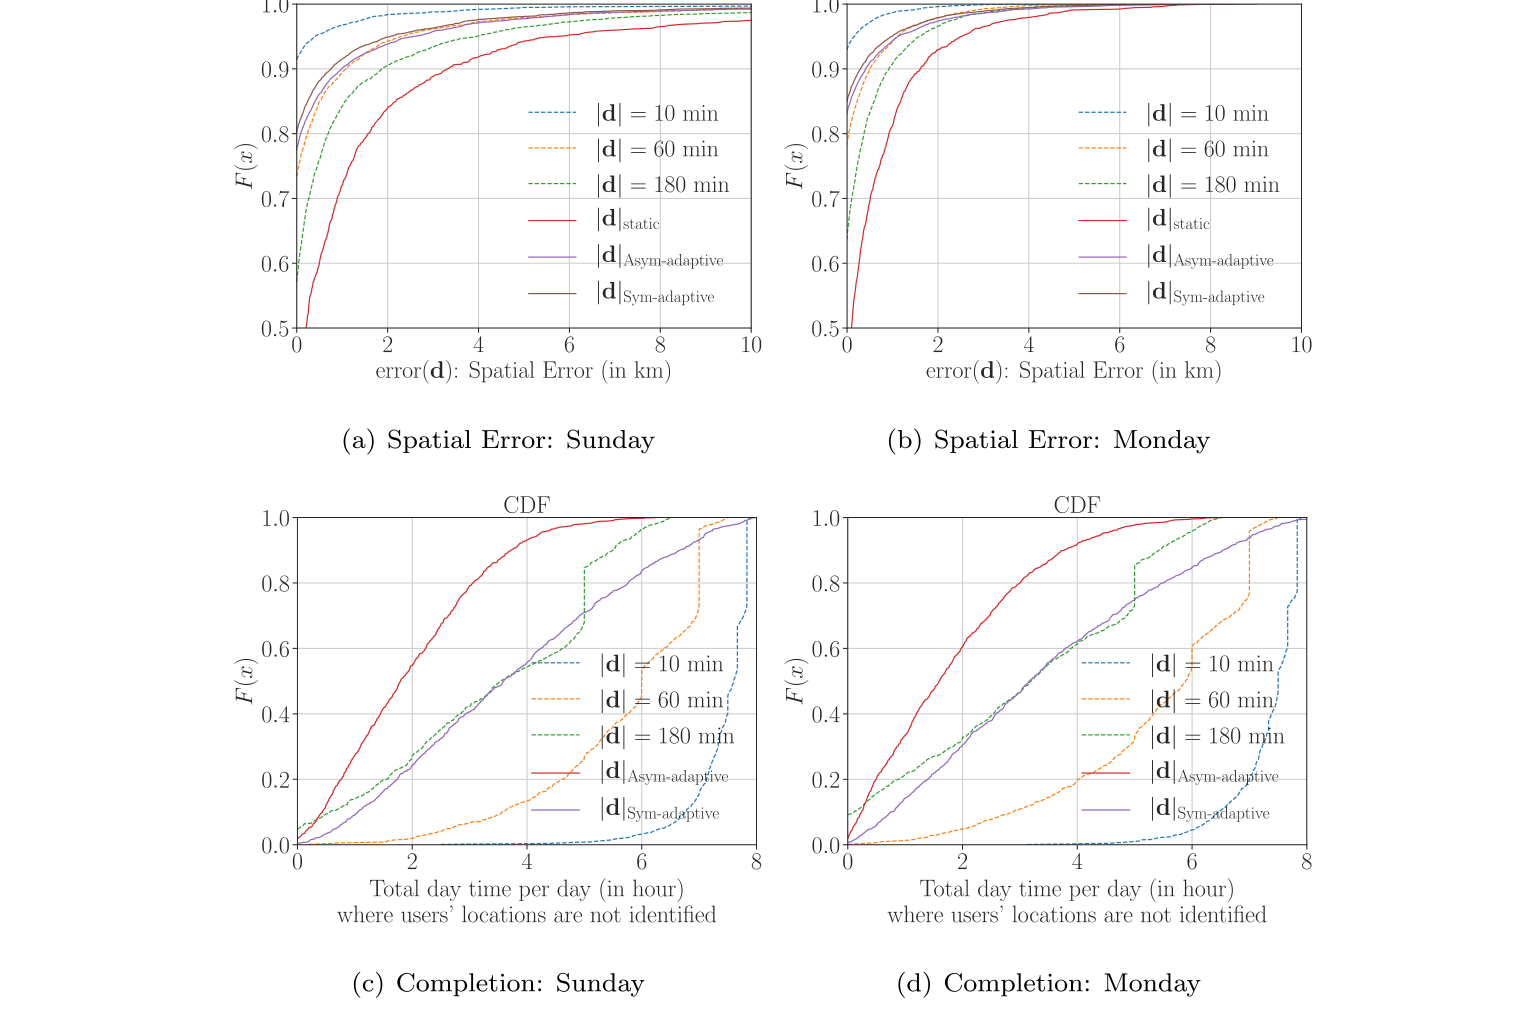 1.0
0.9
0.8
0.7
0.6
0.5
F(x)
0 2 4 6 8 10
error(d): Spatial Error (in km)
|d| = 10 min
|d| = 60 min
|d| = 180 min
|d|static
|d|Asym-adaptive
|d|Sym-adaptive
(a) Spatial Error: Sunday
1.0
0.9
0.8
0.7
0.6
0.5
F(x)
0 2 4 6 8 10
error(d): Spatial Error (in km)
|d| = 10 min
|d| = 60 min
|d| = 180 min
|d|static
|d|Asym-adaptive
|d|Sym-adaptive
(b) Spatial Error: Monday
CDF
1.0
0.8
0.6
0.4
0.2
0.0
F(x)
0 2 4 6 8
Total day time per day (in hour)
where users' locations are not identified
|d| = 10 min
|d| = 60 min
|d| = 180 min
|d|Asym-adaptive
|d|Sym-adaptive
(c) Completion: Sunday
CDF
1.0
0.8
0.6
0.4
0.2
0.0
F(x)
0 2 4 6 8
Total day time per day (in hour)
where users' locations are not identified
|d| = 10 min
|d| = 60 min
|d| = 180 min
|d|Asym-adaptive
|d|Sym-adaptive
(d) Completion: Monday